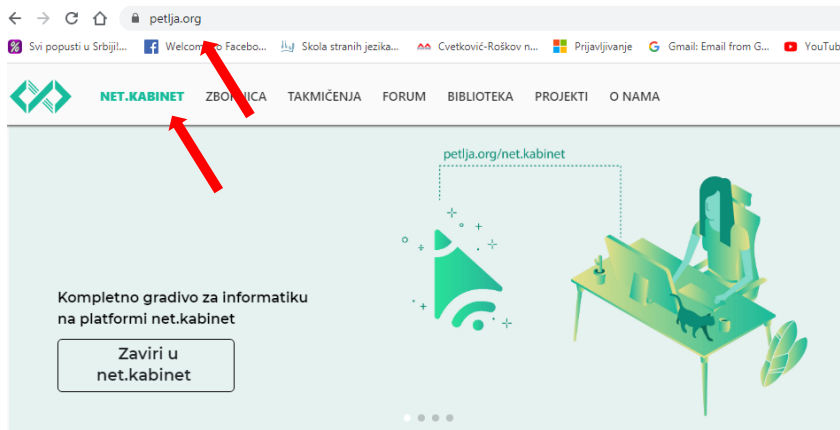 petlja.org
Svi popusti u Srbiji!... Welcom to Facebo... Skola stranih jezika... Cvetković-Roškov n... Prijavljivanje Gmail: Email from G... YouTub
NET.KABINET ZBORNICA TAKMIČENJA FORUM BIBLIOTEKA PROJEKTI O NAMA
petlja.org/net.kabinet
Kompletno gradivo za informatiku
na platformi net.kabinet
Zaviri u
net.kabinet